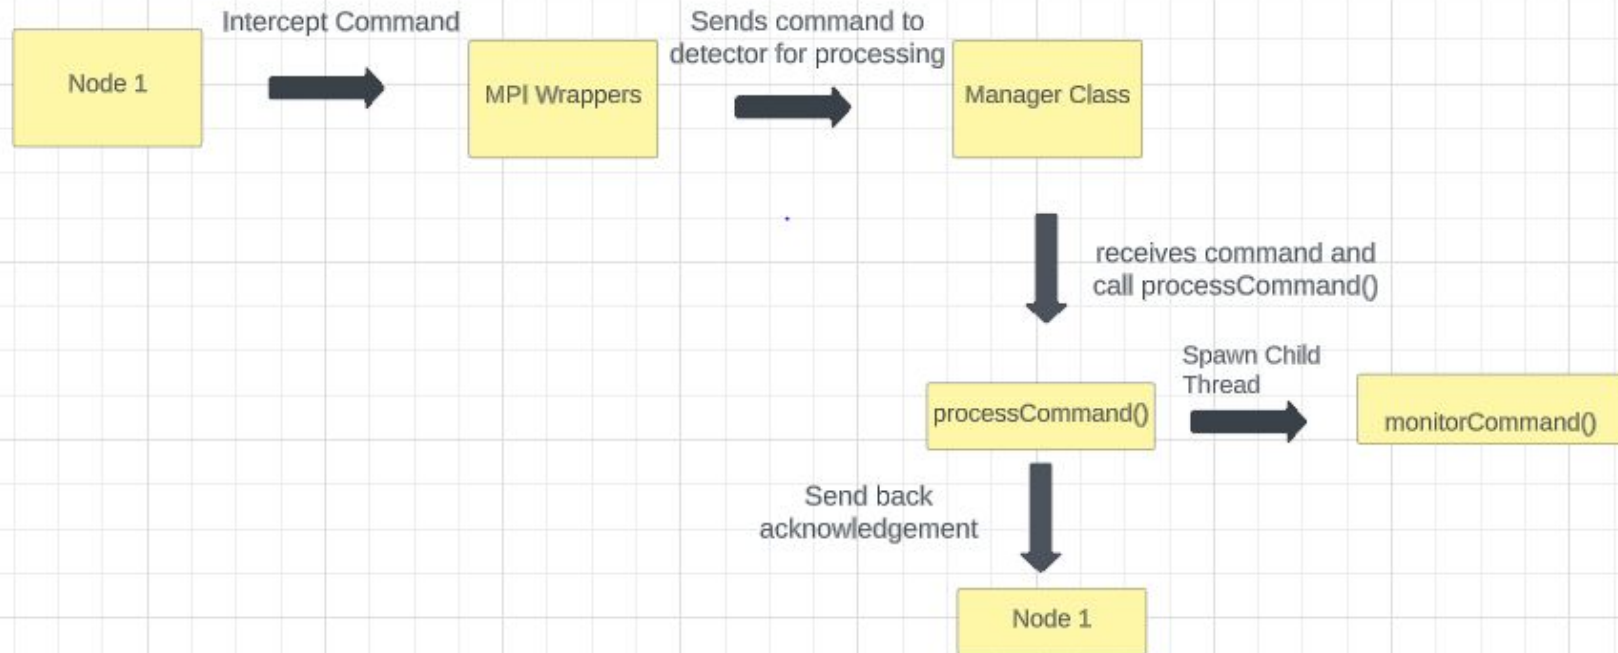 Intercept Command
Sends command to
detector for processing
Node 1
MPI Wrappers
Manager Class
receives command and
call processCommand()
Spawn Child
Thread
processCommand()
monitorCommand()
Send back
acknowledgement
Node 1